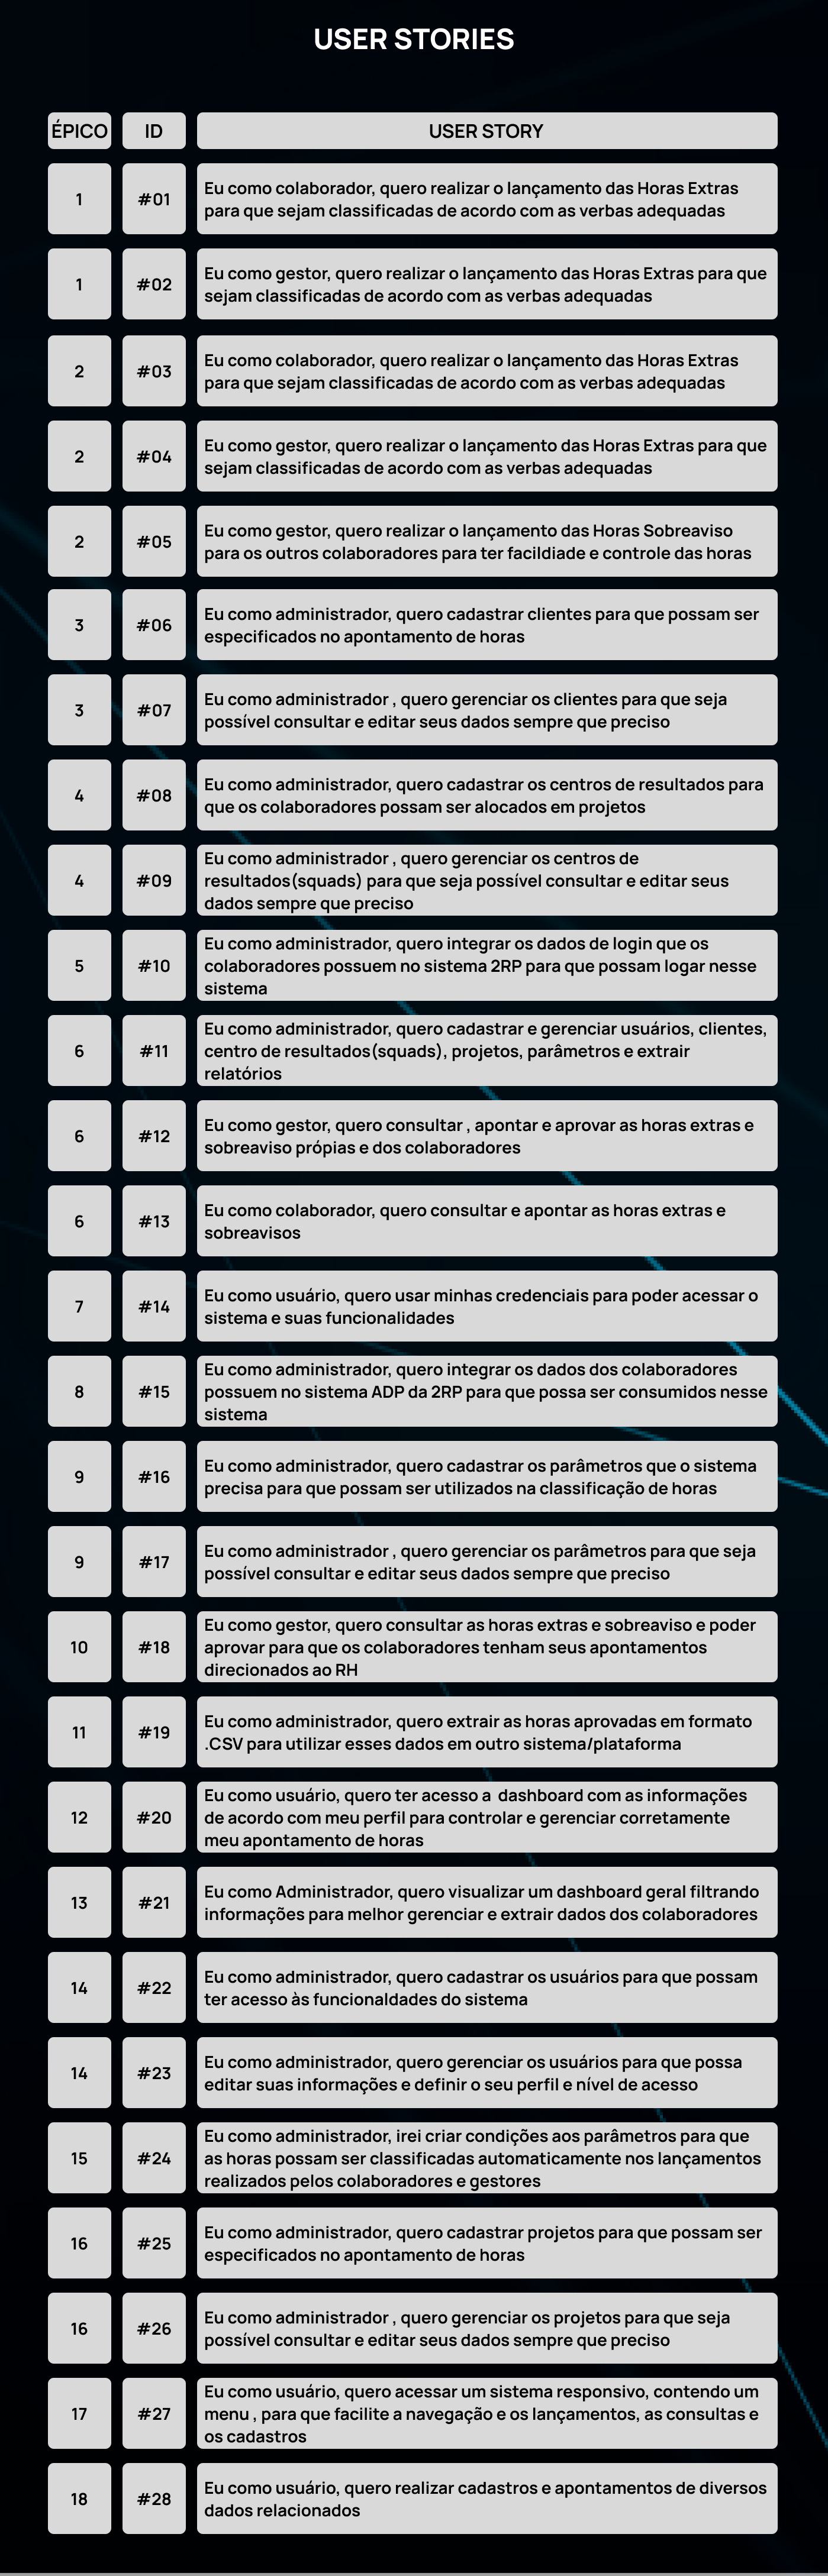 USER STORIES
ÉPICO ID USER STORY
1 #01 Eu como colaborador, quero realizar o lançamento das Horas Extras
para que sejam classificadas de acordo com as verbas adequadas
1 #02 Eu como gestor, quero realizar o lançamento das Horas Extras para que
sejam classificadas de acordo com as verbas adequadas
2 #03 Eu como colaborador, quero realizar o lançamento das Horas Extras
para que sejam classificadas de acordo com as verbas adequadas
2 #04 Eu como gestor, quero realizar o lançamento das Horas Extras para que
sejam classificadas de acordo com as verbas adequadas
2 #05 Eu como gestor, quero realizar o lançamento das Horas Sobreaviso
para os outros colaboradores para ter facildiade e controle das horas
3 #06 Eu como administrador, quero cadastrar clientes para que possam ser
especificados no apontamento de horas
3 #07 Eu como administrador , quero gerenciar os clientes para que seja
possível consultar e editar seus dados sempre que preciso
4 #08 Eu como administrador, quero cadastrar os centros de resultados para
que os colaboradores possam ser alocados em projetos
4 #09 Eu como administrador , quero gerenciar os centros de
resultados(squads) para que seja possível consultar e editar seus
dados sempre que preciso
5 #10 Eu como administrador, quero integrar os dados de login que os
colaboradores possuem no sistema 2RP para que possam logar nesse
sistema
6 #11 Eu como administrador, quero cadastrar e gerenciar usuários, clientes,
centro de resultados(squads), projetos, parâmetros e extrair
relatórios
6 #12 Eu como gestor, quero consultar , apontar e aprovar as horas extras e
sobreaviso própias e dos colaboradores
6 #13 Eu como colaborador, quero consultar e apontar as horas extras e
sobreavisos
7 #14 Eu como usuário, quero usar minhas credenciais para poder acessar o
sistema e suas funcionalidades
8 #15 Eu como administrador, quero integrar os dados dos colaboradores
possuem no sistema ADP da 2RP para que possa ser consumidos nesse
sistema
9 #16 Eu como administrador, quero cadastrar os parâmetros que o sistema
precisa para que possam ser utilizados na classificação de horas
9 #17 Eu como administrador , quero gerenciar os parâmetros para que seja
possível consultar e editar seus dados sempre que preciso
10 #18 Eu como gestor, quero consultar as horas extras e sobreaviso e poder
aprovar para que os colaboradores tenham seus apontamentos
direcionados ao RH
11 #19 Eu como administrador, quero extrair as horas aprovadas em formato
.CSV para utilizar esses dados em outro sistema/plataforma
12 #20 Eu como usuário, quero ter acesso a dashboard com as informações
de acordo com meu perfil para controlar e gerenciar corretamente
meu apontamento de horas
13 #21 Eu como Administrador, quero visualizar um dashboard geral filtrando
informações para melhor gerenciar e extrair dados dos colaboradores
14 #22 Eu como administrador, quero cadastrar os usuários para que possam
ter acesso às funcionaldades do sistema
14 #23 Eu como administrador, quero gerenciar os usuários para que possa
editar suas informações e definir o seu perfil e nível de acesso
15 #24 Eu como administrador, irei criar condições aos parâmetros para que
as horas possam ser classificadas automaticamente nos lançamentos
realizados pelos colaboradores e gestores
16 #25 Eu como administrador, quero cadastrar projetos para que possam ser
especificados no apontamento de horas
16 #26 Eu como administrador , quero gerenciar os projetos para que seja
possível consultar e editar seus dados sempre que preciso
17 #27 Eu como usuário, quero acessar um sistema responsivo, contendo um
menu , para que facilite a navegação e os lançamentos, as consultas e
os cadastros
18 #28 Eu como usuário, quero realizar cadastros e apontamentos de diversos
dados relacionados